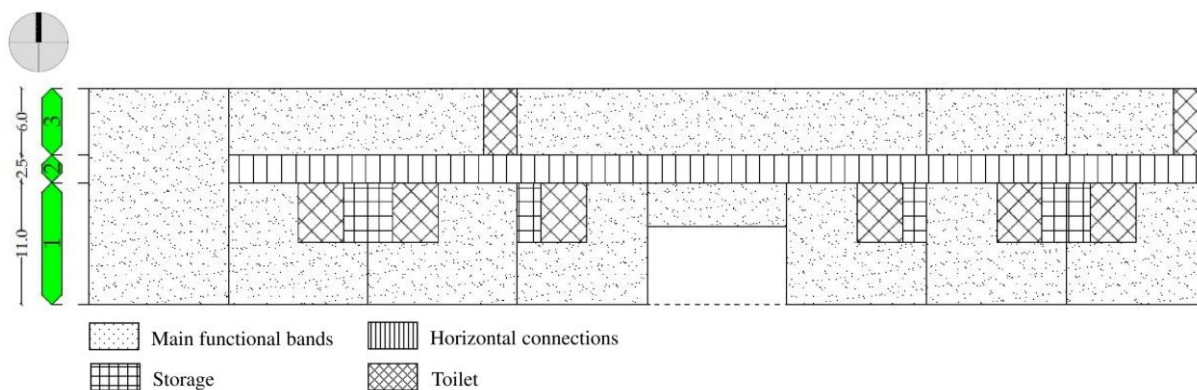 6.0
3
2.5
2
11.0
1
Main functional bands
Horizontal connections
Storage
Toilet